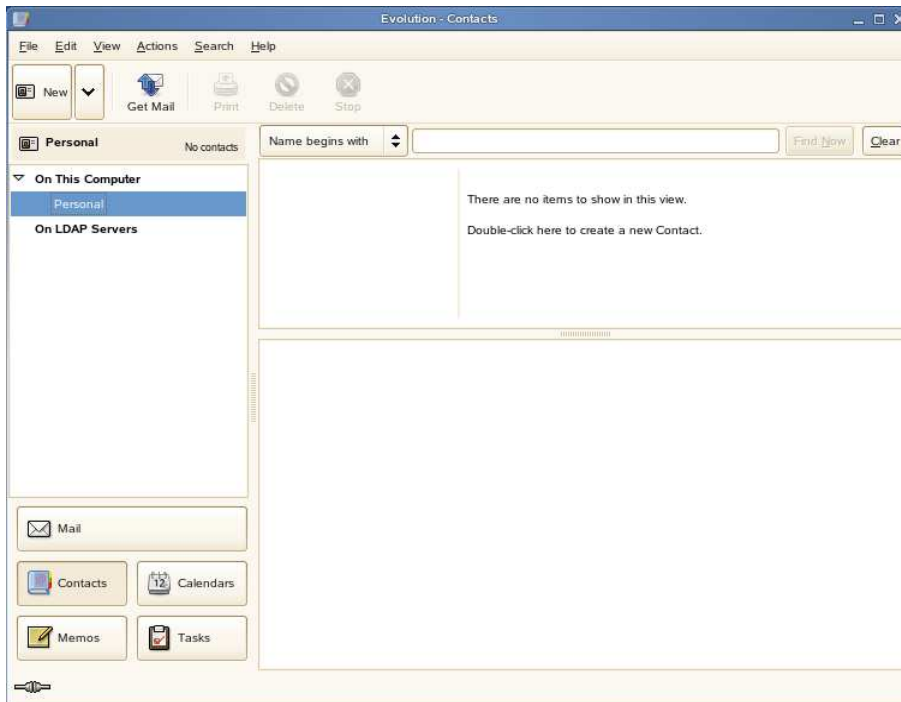 Evolution - Contacts
File Edit View Actions Search Help
New Get Mail Print Delete Stop
Personal No contacts
Name begins with Find Now Clear
On This Computer
Personal
On LDAP Servers
There are no items to show in this view.
Double-click here to create a new Contact.
Mail
Contacts 12 Calendars
Memos Tasks